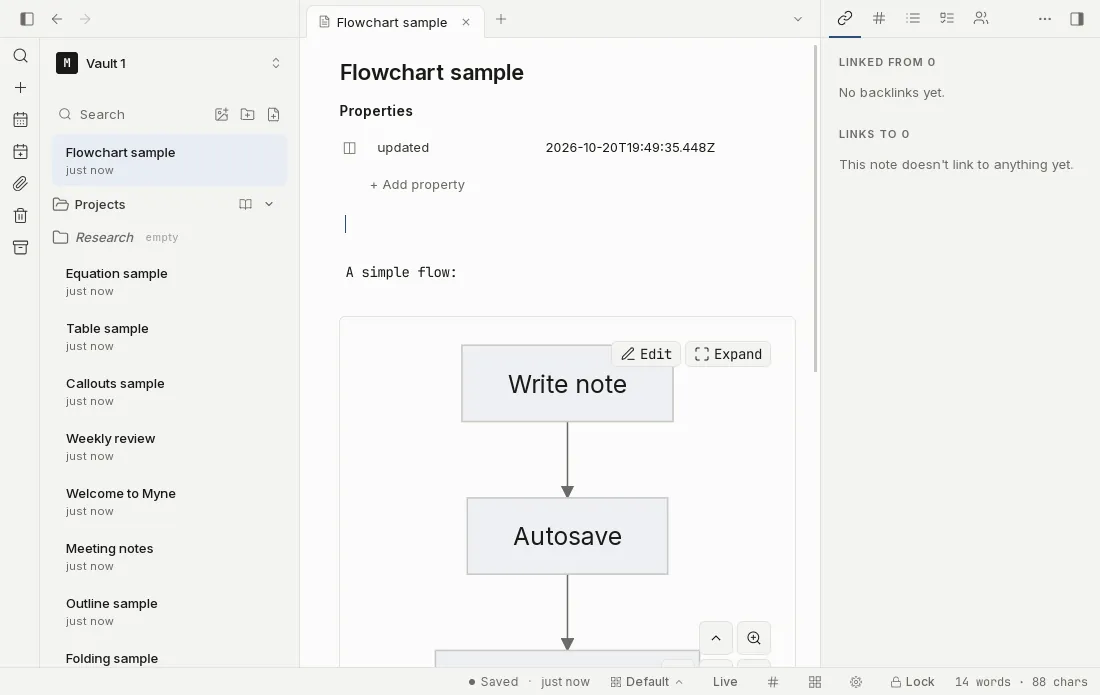 Flowchart sample
M Vault 1
Search
Flowchart sample
just now
Projects
Research empty
Equation sample
just now
Table sample
just now
Callouts sample
just now
Weekly review
just now
Welcome to Myne
just now
Meeting notes
just now
Outline sample
just now
Folding sample
Flowchart sample
Properties
updated 2026-10-20T19:49:35.448Z
+ Add property
A simple flow:
Edit Expand
Write note
Autosave
LINKED FROM 0
No backlinks yet.
LINKS TO 0
This note doesn't link to anything yet.
Saved · just now Default Live Lock 14 words · 88 chars